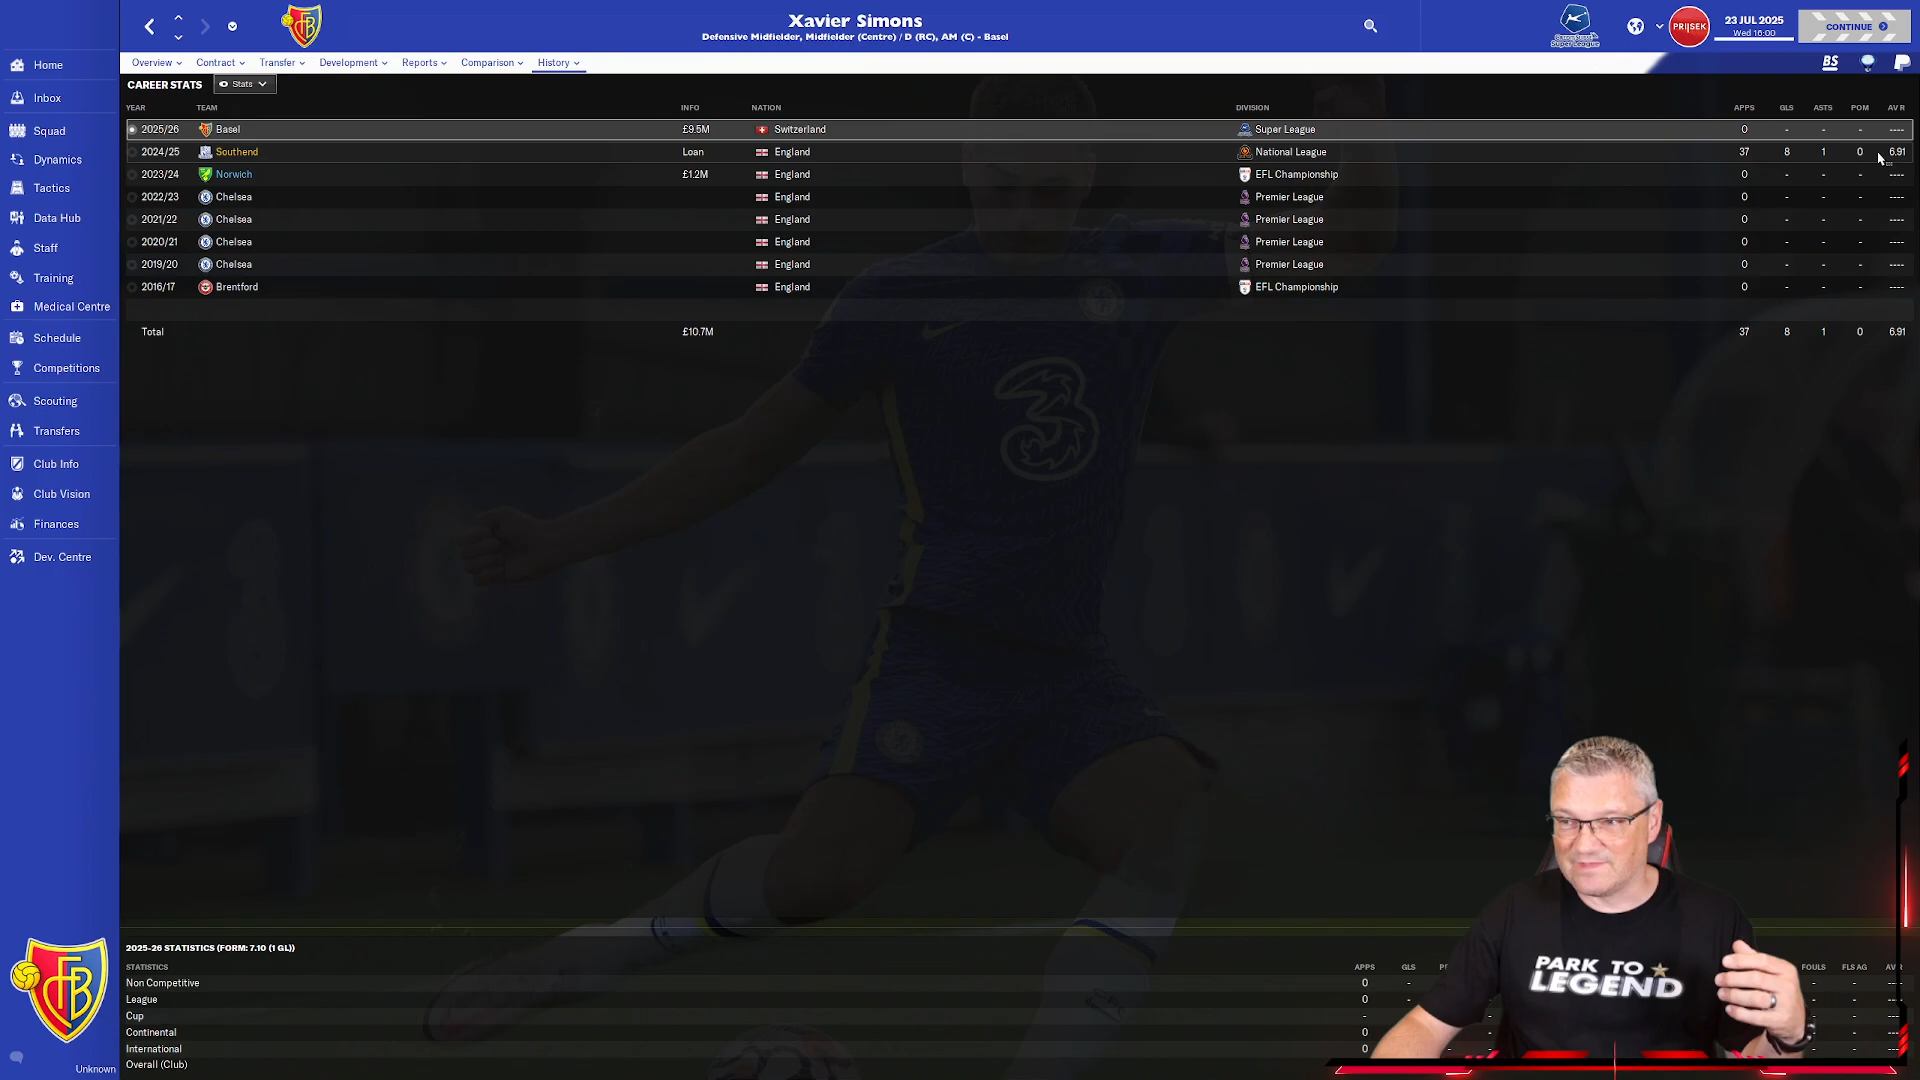 Xavier Simons
Defensive Midfielder, Midfielder (Centre) / D (RC), AM (C) - Basel
PRIJSEK
23 JUL 2025
Wed 16:00
CONTINUE
Home
Inbox
Squad
Dynamics
Tactics
Data Hub
Staff
Training
Medical Centre
Schedule
Competitions
Scouting
Transfers
Club Info
Club Vision
Finances
Dev. Centre
Unknown
Overview Contract Transfer Development Reports Comparison History
BS
CAREER STATS Stats
YEAR TEAM INFO NATION DIVISION APPS GLS ASTS POM AV R
2025/26 Basel £9.5M Switzerland Super League 0 - - - ----
2024/25 Southend Loan England National League 37 8 1 0 6.91
2023/24 Norwich £1.2M England EFL Championship 0 - - - ----
2022/23 Chelsea England Premier League 0 - - - ----
2021/22 Chelsea England Premier League 0 - - - ----
2020/21 Chelsea England Premier League 0 - - - ----
2019/20 Chelsea England Premier League 0 - - - ----
2016/17 Brentford England EFL Championship 0 - - - ----
Total £10.7M 37 8 1 0 6.91
3
2025-26 STATISTICS (FORM: 7.10 (1 GL))
STATISTICS APPS GLS FOULS FLS AG
Non Competitive 0 -
League 0 -
Cup - -
Continental 0 -
International 0 -
Overall (Club)
PARK TO
LEGEND